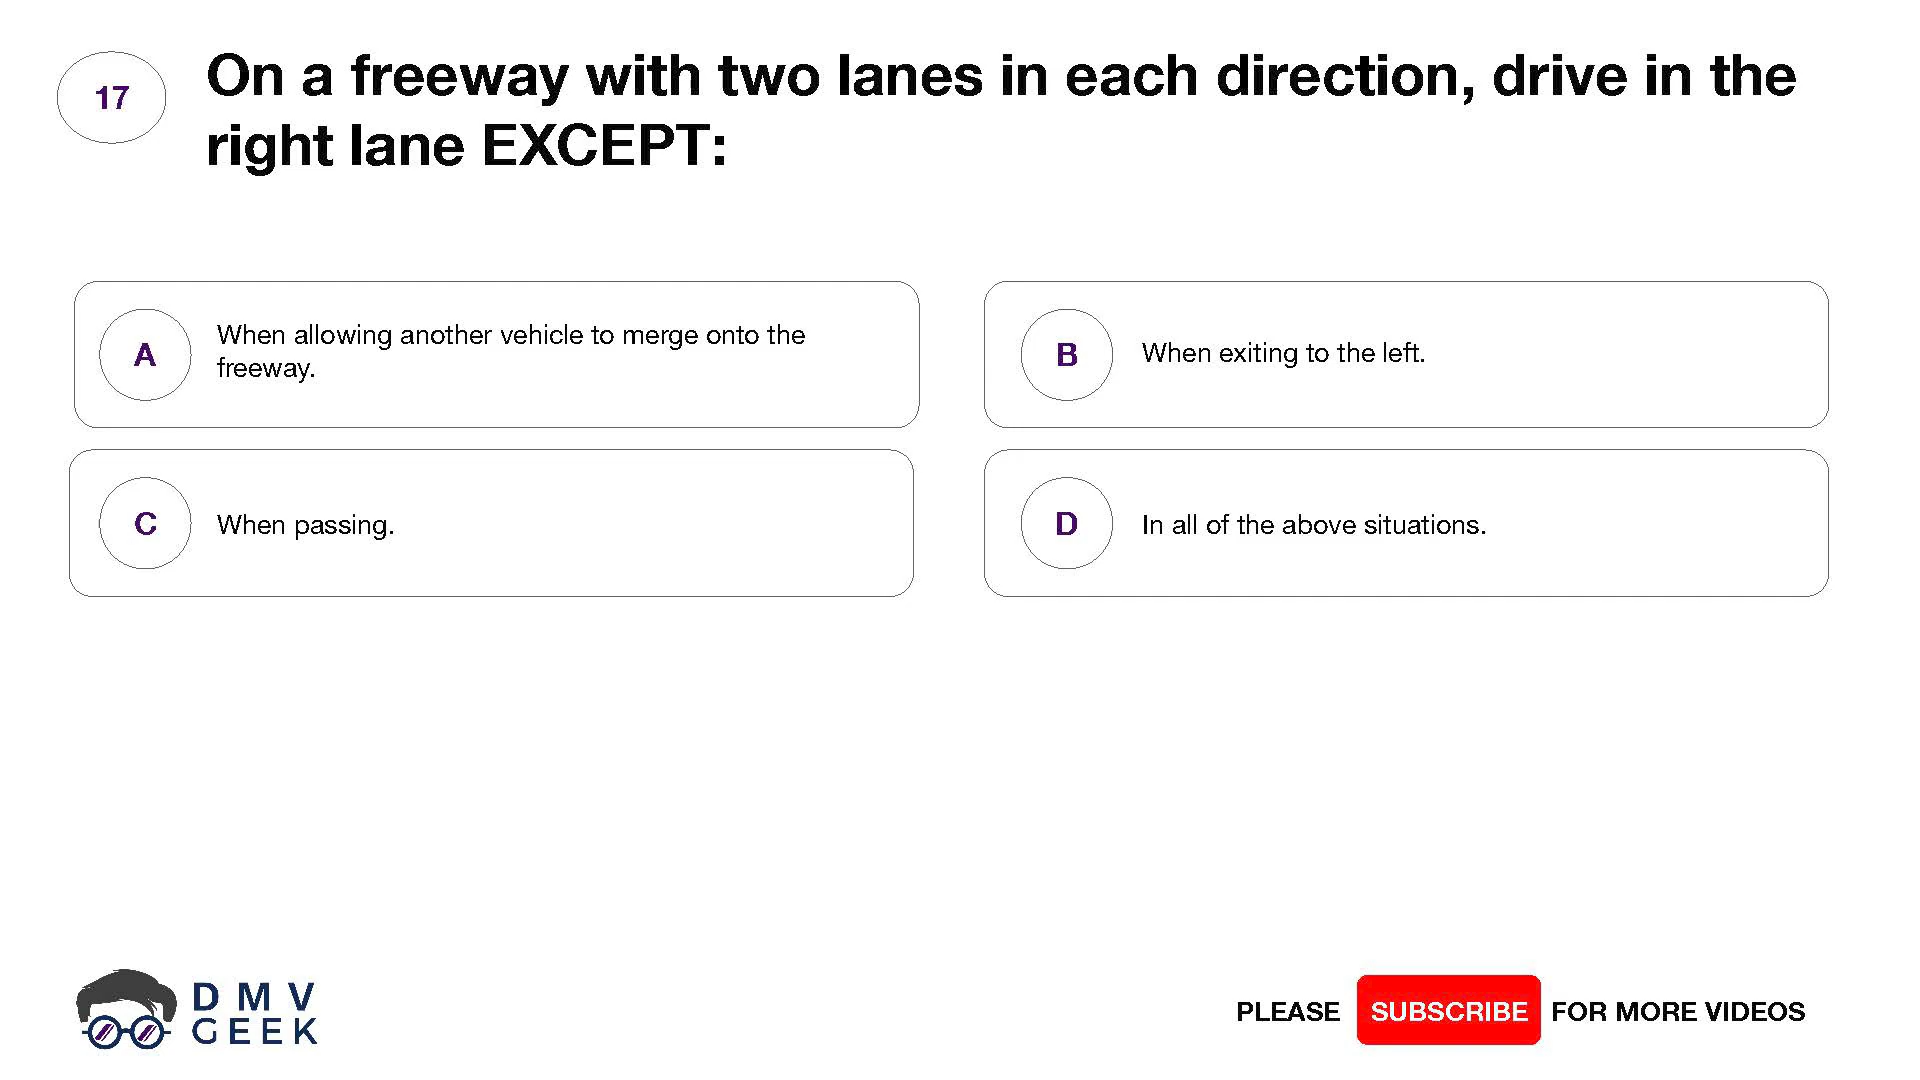 17
On a freeway with two lanes in each direction, drive in the
right lane EXCEPT:
A
When allowing another vehicle to merge onto the
freeway.
B
When exiting to the left.
C
When passing.
D
In all of the above situations.
DMV
GEEK
PLEASE SUBSCRIBE FOR MORE VIDEOS